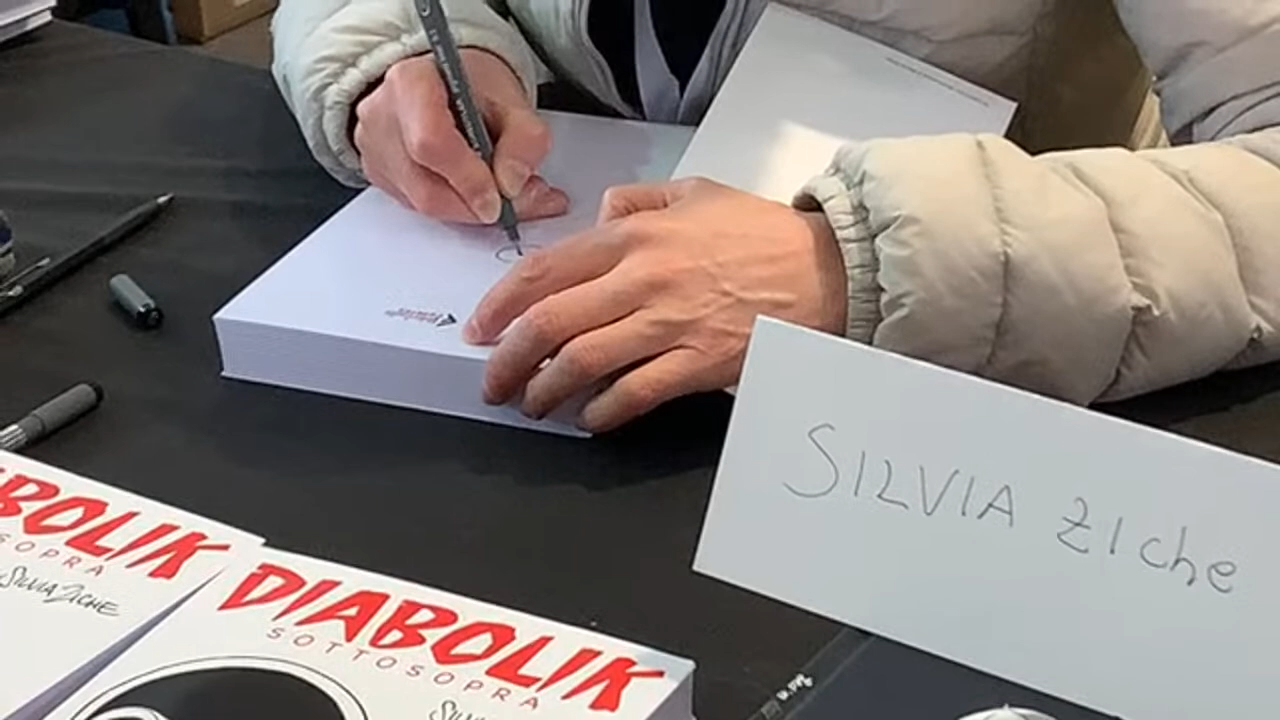 SILVIA ZIche
DIABOLIK
SOTTOSOPRA
SILVIA ZICHE
DIABOLIK
SOTTOSOPRA